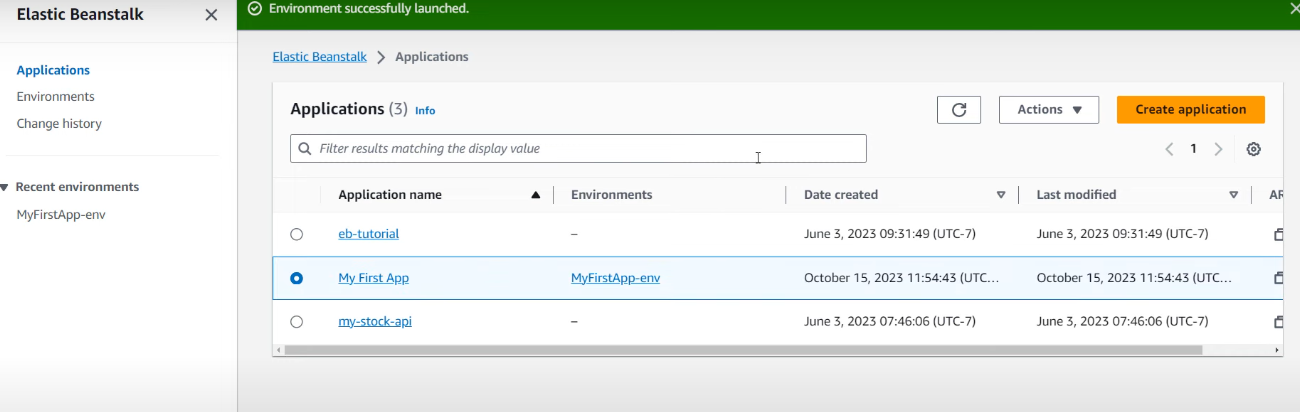 Elastic Beanstalk
Environment successfully launched.
Applications
Environments
Change history
Recent environments
MyFirstApp-env
Elastic Beanstalk > Applications
Applications (3) Info
Actions
Create application
Filter results matching the display value
1
Application name Environments Date created Last modified
eb-tutorial – June 3, 2023 09:31:49 (UTC-7) June 3, 2023 09:31:49 (UTC-7)
My First App MyFirstApp-env October 15, 2023 11:54:43 (UTC... October 15, 2023 11:54:43 (UTC...
my-stock-api – June 3, 2023 07:46:06 (UTC-7) June 3, 2023 07:46:06 (UTC-7)